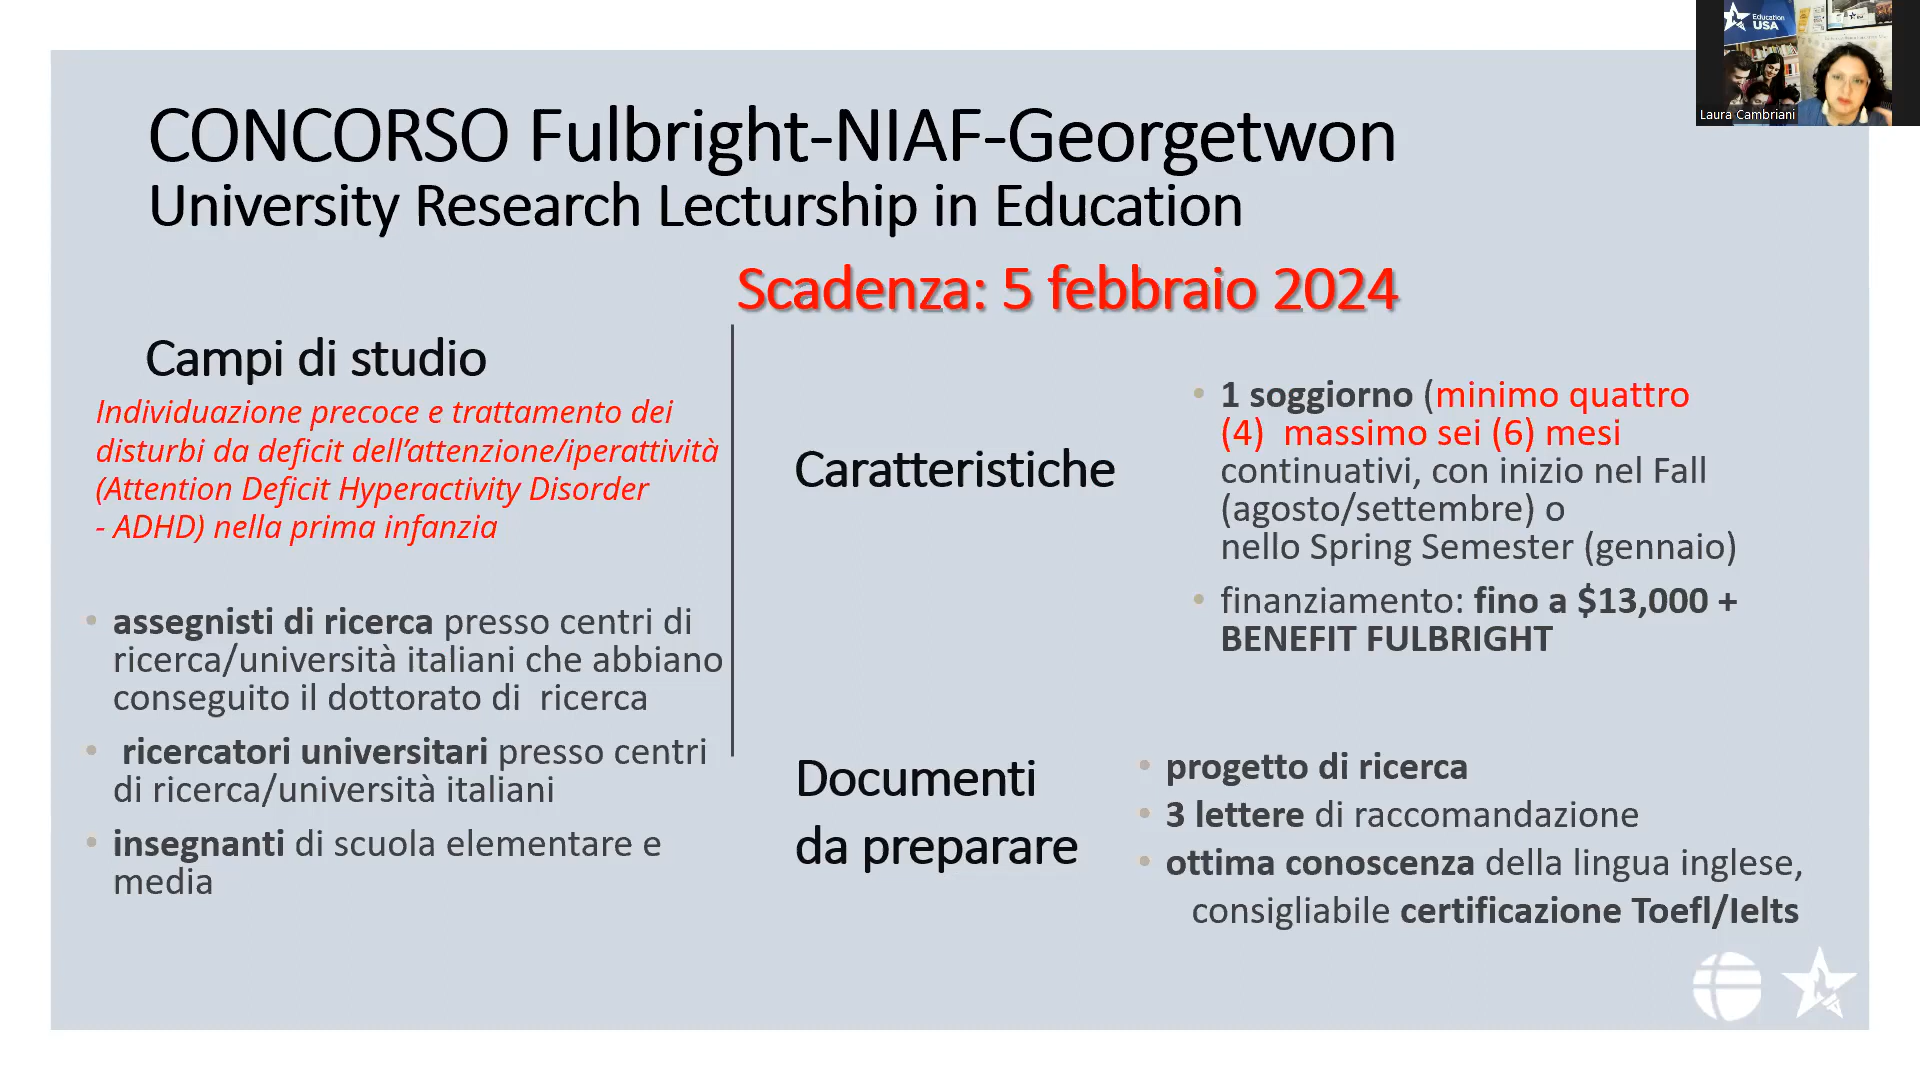 CONCORSO Fulbright-NIAF-Georgetwon
University Research Lecturship in Education
Scadenza: 5 febbraio 2024
Campi di studio
Individuazione precoce e trattamento dei
disturbi da deficit dell’attenzione/iperattività
(Attention Deficit Hyperactivity Disorder
- ADHD) nella prima infanzia
• assegnisti di ricerca presso centri di
ricerca/università italiani che abbiano
conseguito il dottorato di ricerca
• ricercatori universitari presso centri
di ricerca/università italiani
• insegnanti di scuola elementare e
media
Caratteristiche
• 1 soggiorno (minimo quattro
(4) massimo sei (6) mesi
continuativi, con inizio nel Fall
(agosto/settembre) o
nello Spring Semester (gennaio)
• finanziamento: fino a $13,000 +
BENEFIT FULBRIGHT
Documenti
da preparare
• progetto di ricerca
• 3 lettere di raccomandazione
• ottima conoscenza della lingua inglese,
consigliabile certificazione Toefl/Ielts
Education
USA
Laura Cambriani